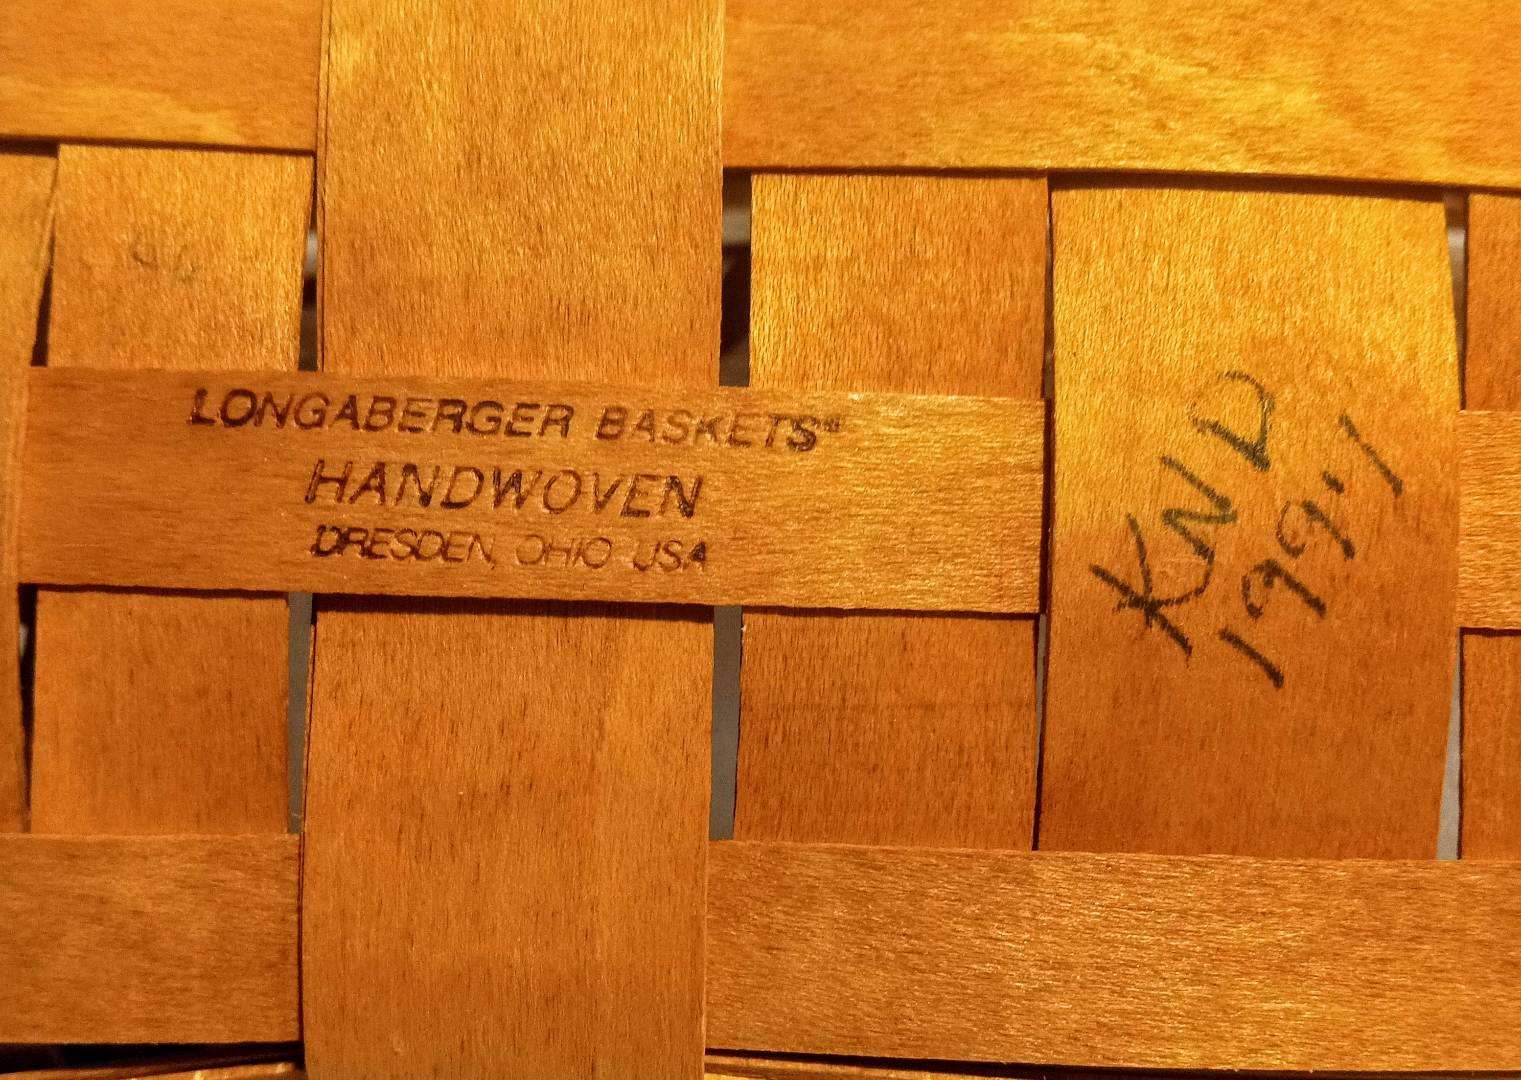 LONGABERGER BASKETS®
HANDWOVEN
DRESDEN, OHIO USA
KND
1991